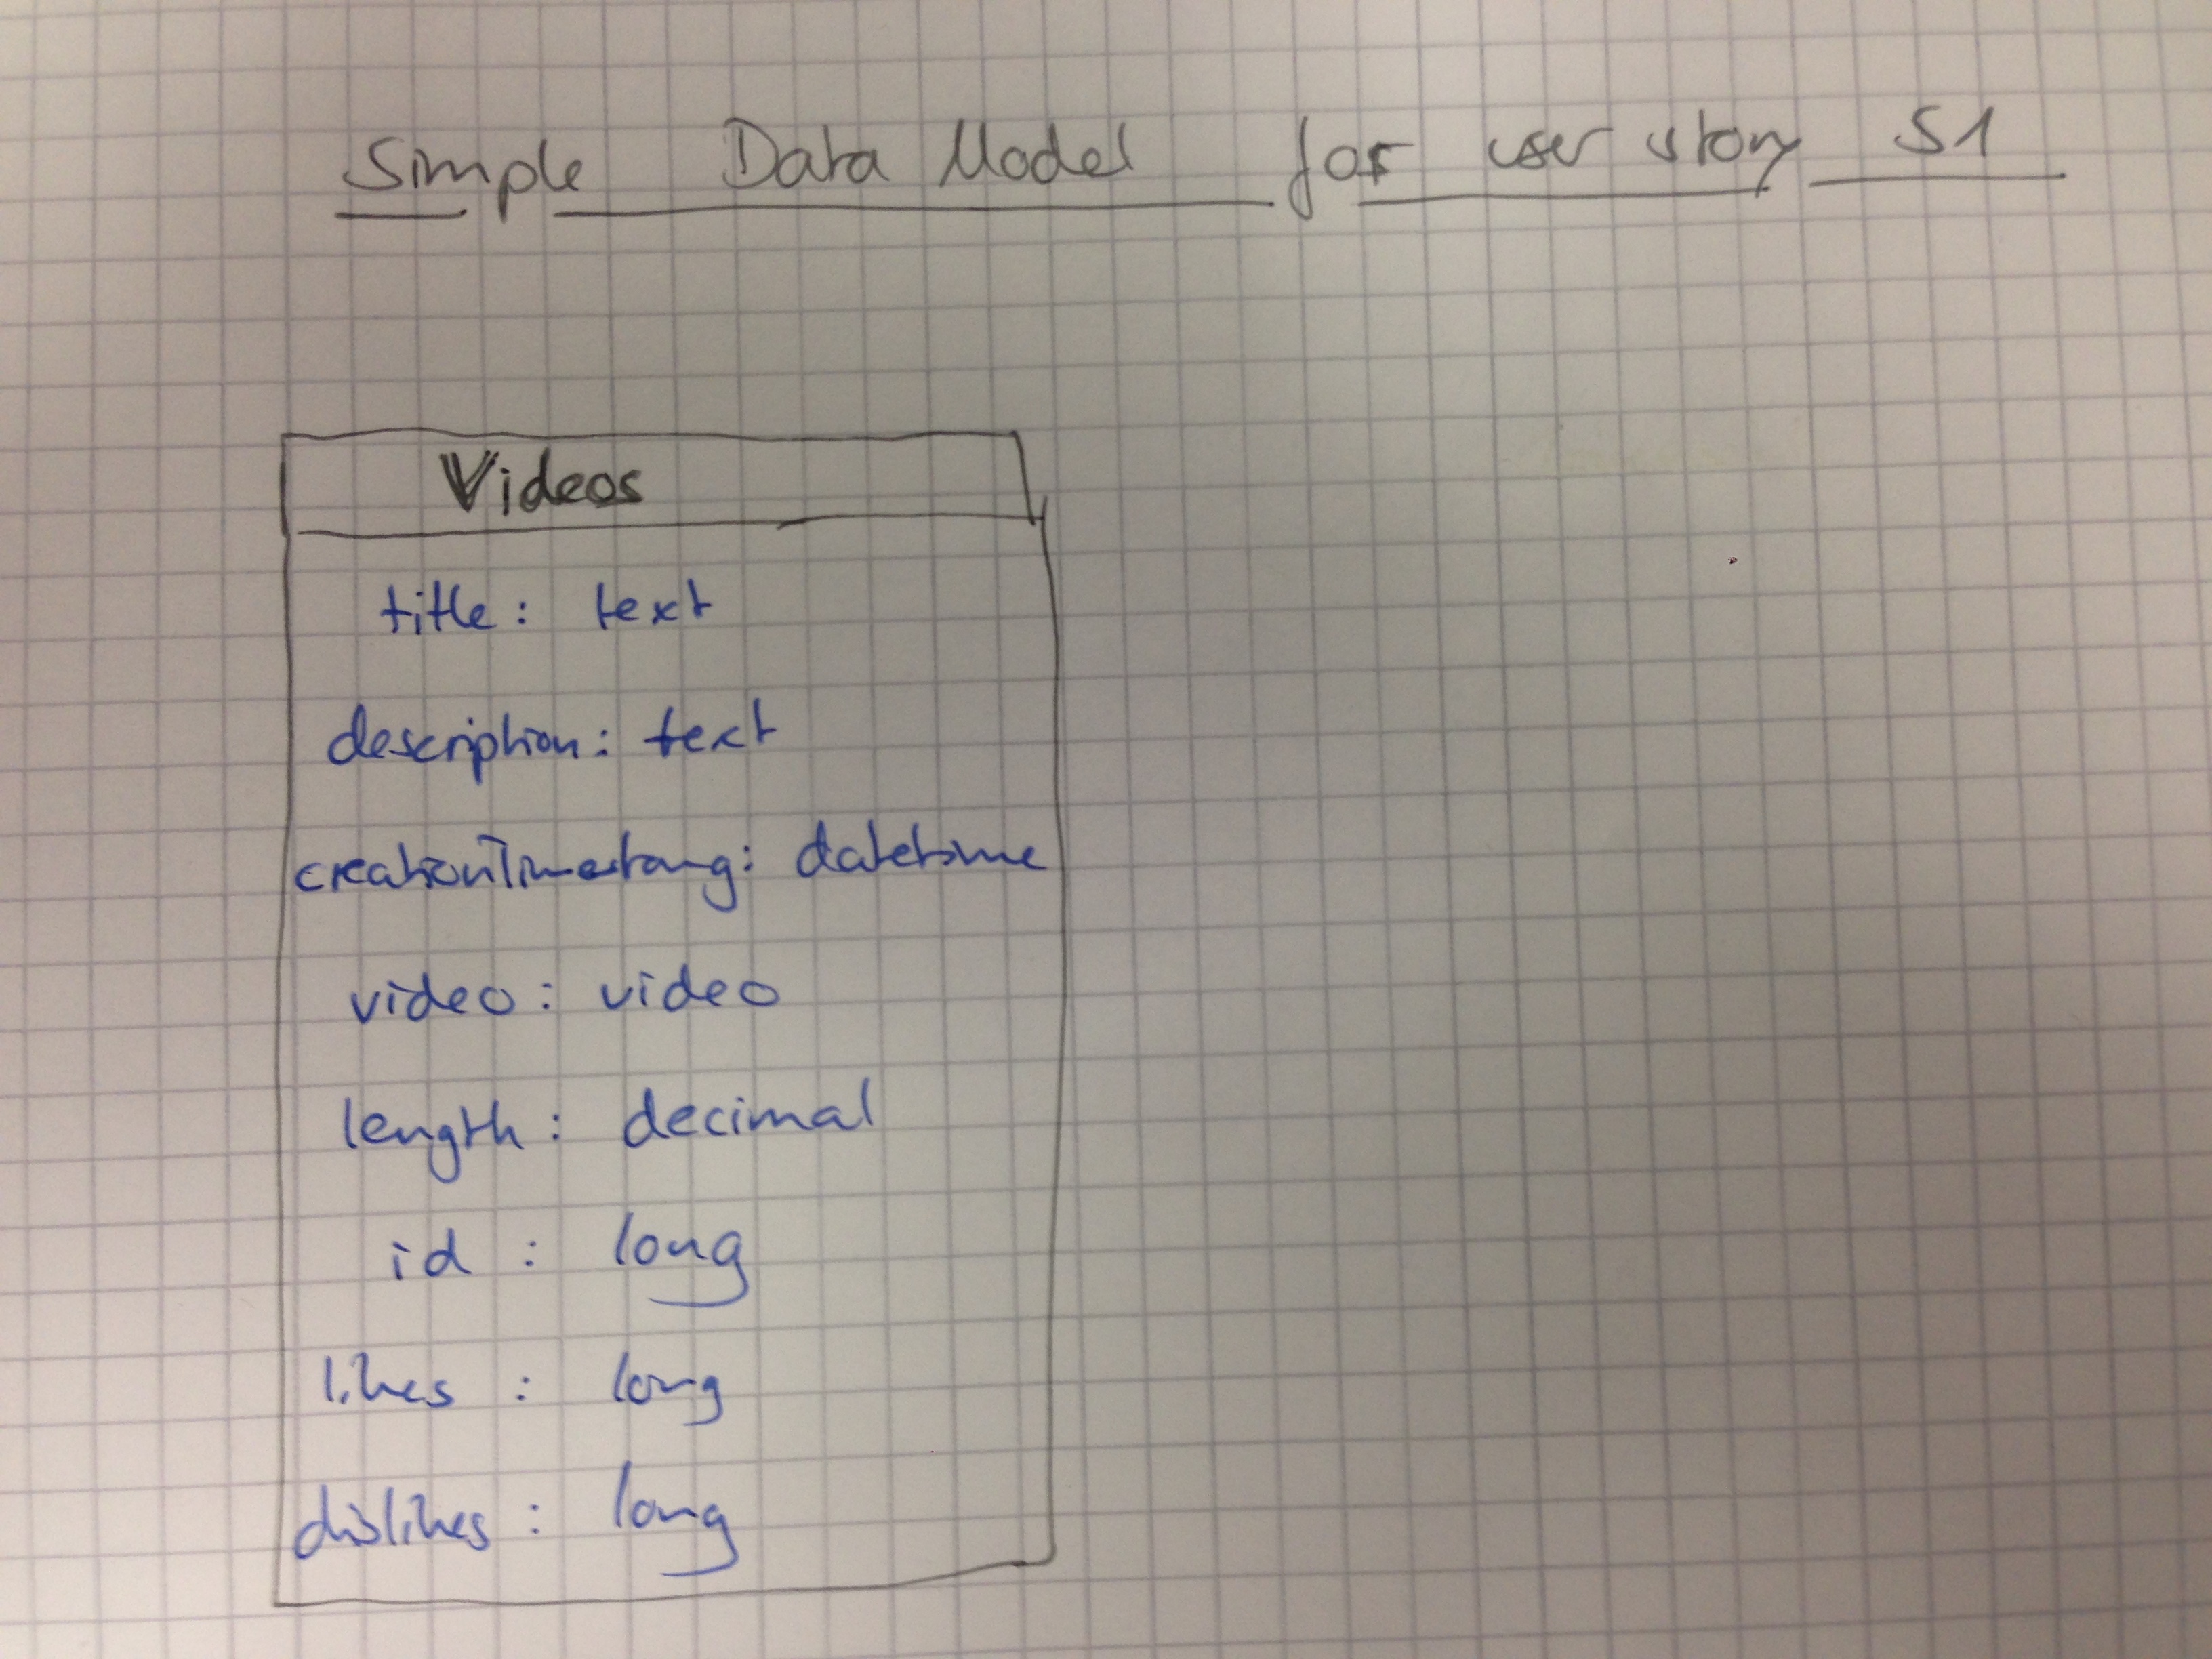 Simple Data Model for user story S1
Videos
title: text
description: text
creationTimestamp: datetime
video: video
length: decimal
id : long
likes : long
dislikes : long